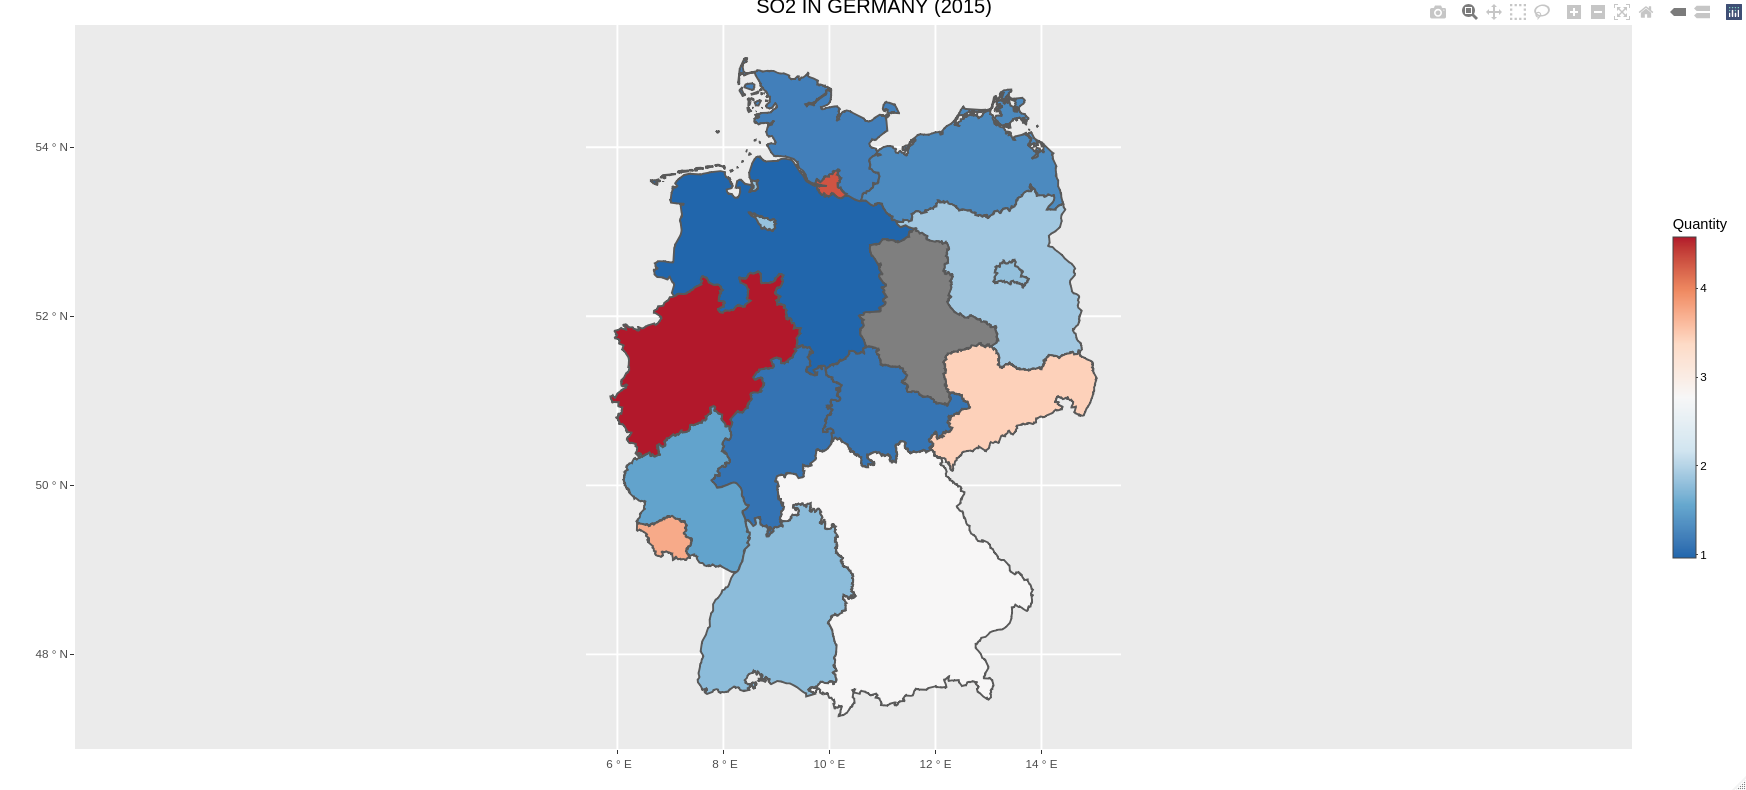 SO2 IN GERMANY (2015)
54 ° N
52 ° N
50 ° N
48 ° N
6 ° E
8 ° E
10 ° E
12 ° E
14 ° E
Quantity
4
3
2
1